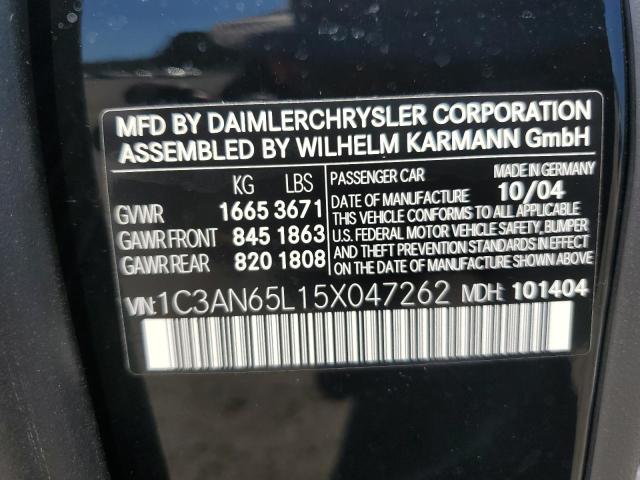 MFD BY DAIMLERCHRYSLER CORPORATION
ASSEMBLED BY WILHELM KARMANN GmbH
KG LBS
GVWR 1665 3671
GAWR FRONT 845 1863
GAWR REAR 820 1808
PASSENGER CAR MADE IN GERMANY
DATE OF MANUFACTURE 10/04
THIS VEHICLE CONFORMS TO ALL APPLICABLE
U.S. FEDERAL MOTOR VEHICLE SAFETY, BUMPER
AND THEFT PREVENTION STANDARDS IN EFFECT
ON THE DATE OF MANUFACTURE SHOWN ABOVE.
VIN: 1C3AN65L15X047262 MDH: 101404